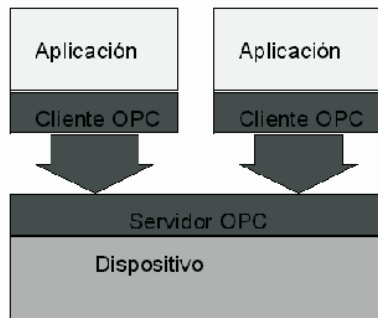 Aplicación Aplicación
Cliente OPC Cliente OPC
Servidor OPC
Dispositivo